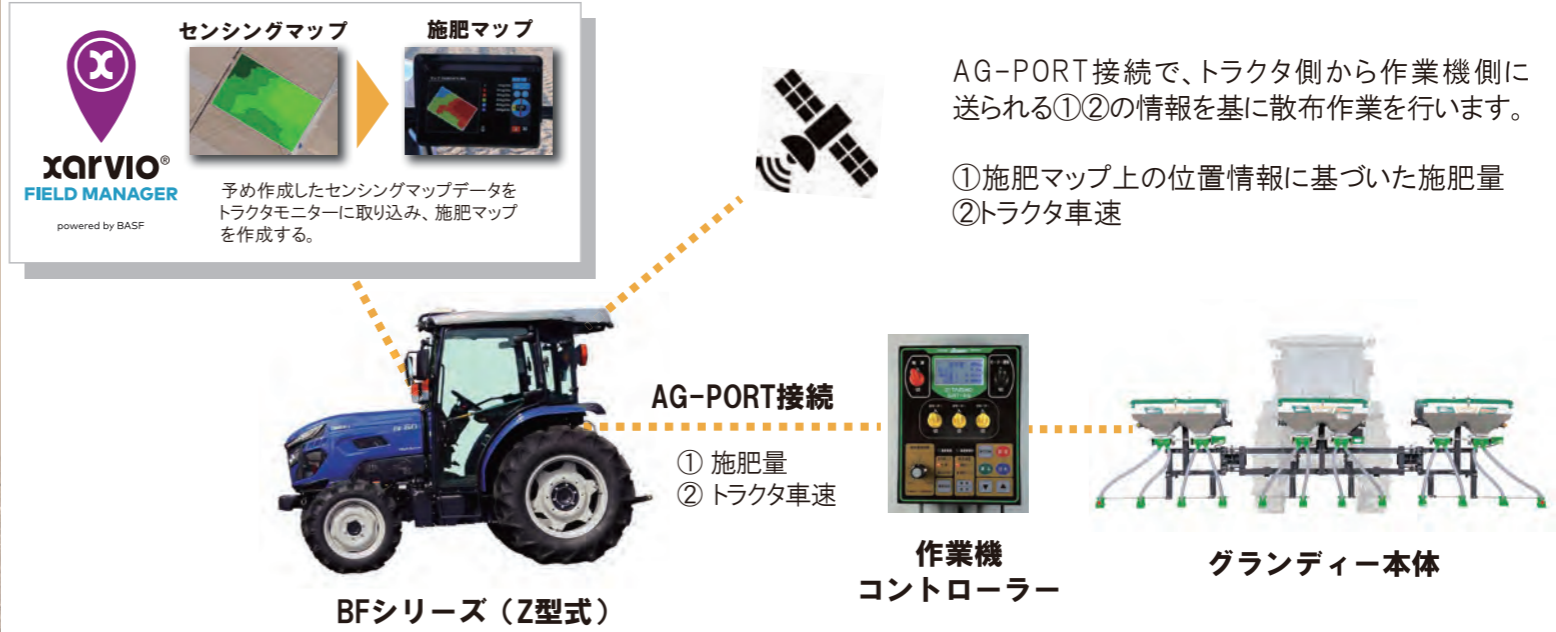 センシングマップ
施肥マップ
xarvio®
FIELD MANAGER
powered by BASF
予め作成したセンシングマップデータを
トラクタモニターに取り込み、施肥マップ
を作成する。
AG-PORT接続で、トラクタ側から作業機側に
送られる①②の情報を基に散布作業を行います。
①施肥マップ上の位置情報に基づいた施肥量
②トラクタ車速
AG-PORT接続
① 施肥量
② トラクタ車速
BFシリーズ（Z型式）
作業機
コントローラー
グランディー本体